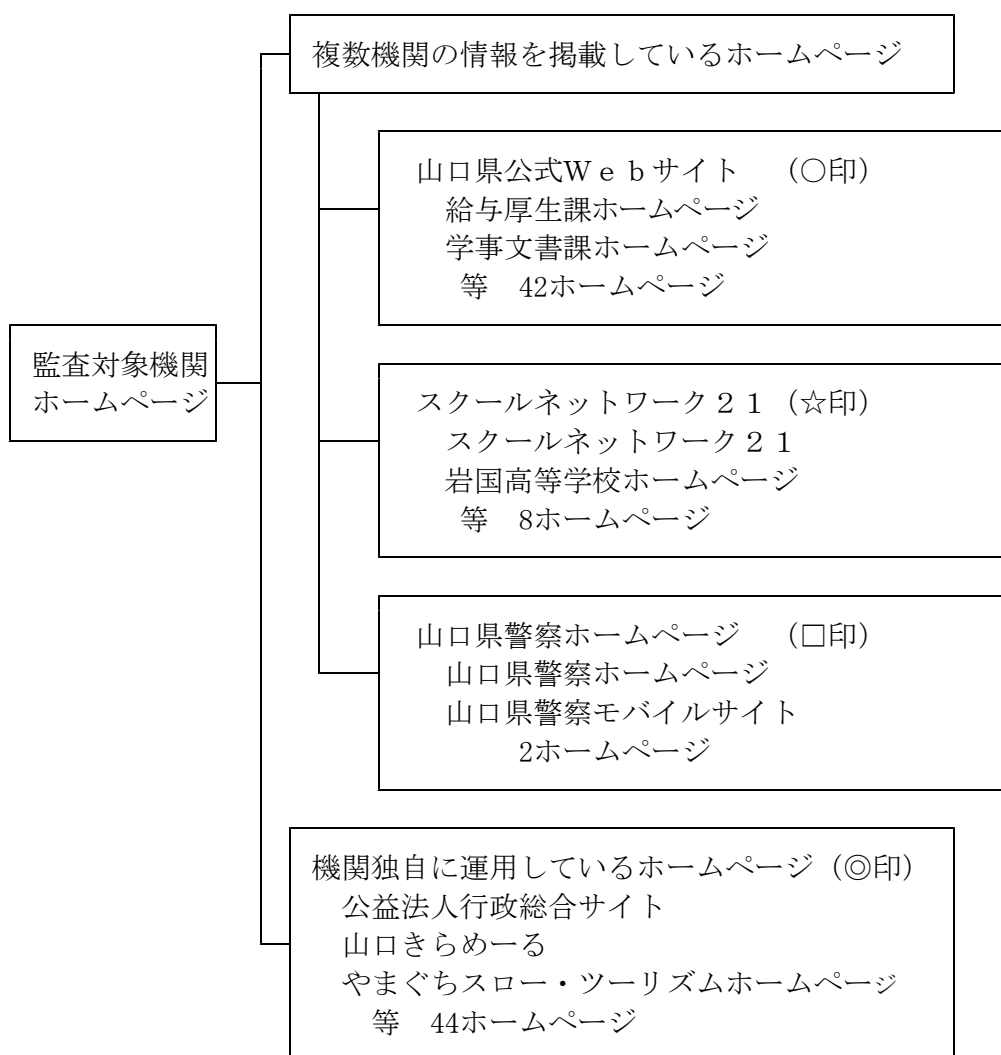 複数機関の情報を掲載しているホームページ
山口県公式Ｗｅｂサイト　（○印）
給与厚生課ホームページ
学事文書課ホームページ
等　42ホームページ
監査対象機関
ホームページ
スクールネットワーク２１（☆印）
スクールネットワーク２１
岩国高等学校ホームページ
等　8ホームページ
山口県警察ホームページ　（□印）
山口県警察ホームページ
山口県警察モバイルサイト
2ホームページ
機関独自に運用しているホームページ（◎印）
公益法人行政総合サイト
山口きらめーる
やまぐちスロー・ツーリズムホームページ
等　44ホームページ